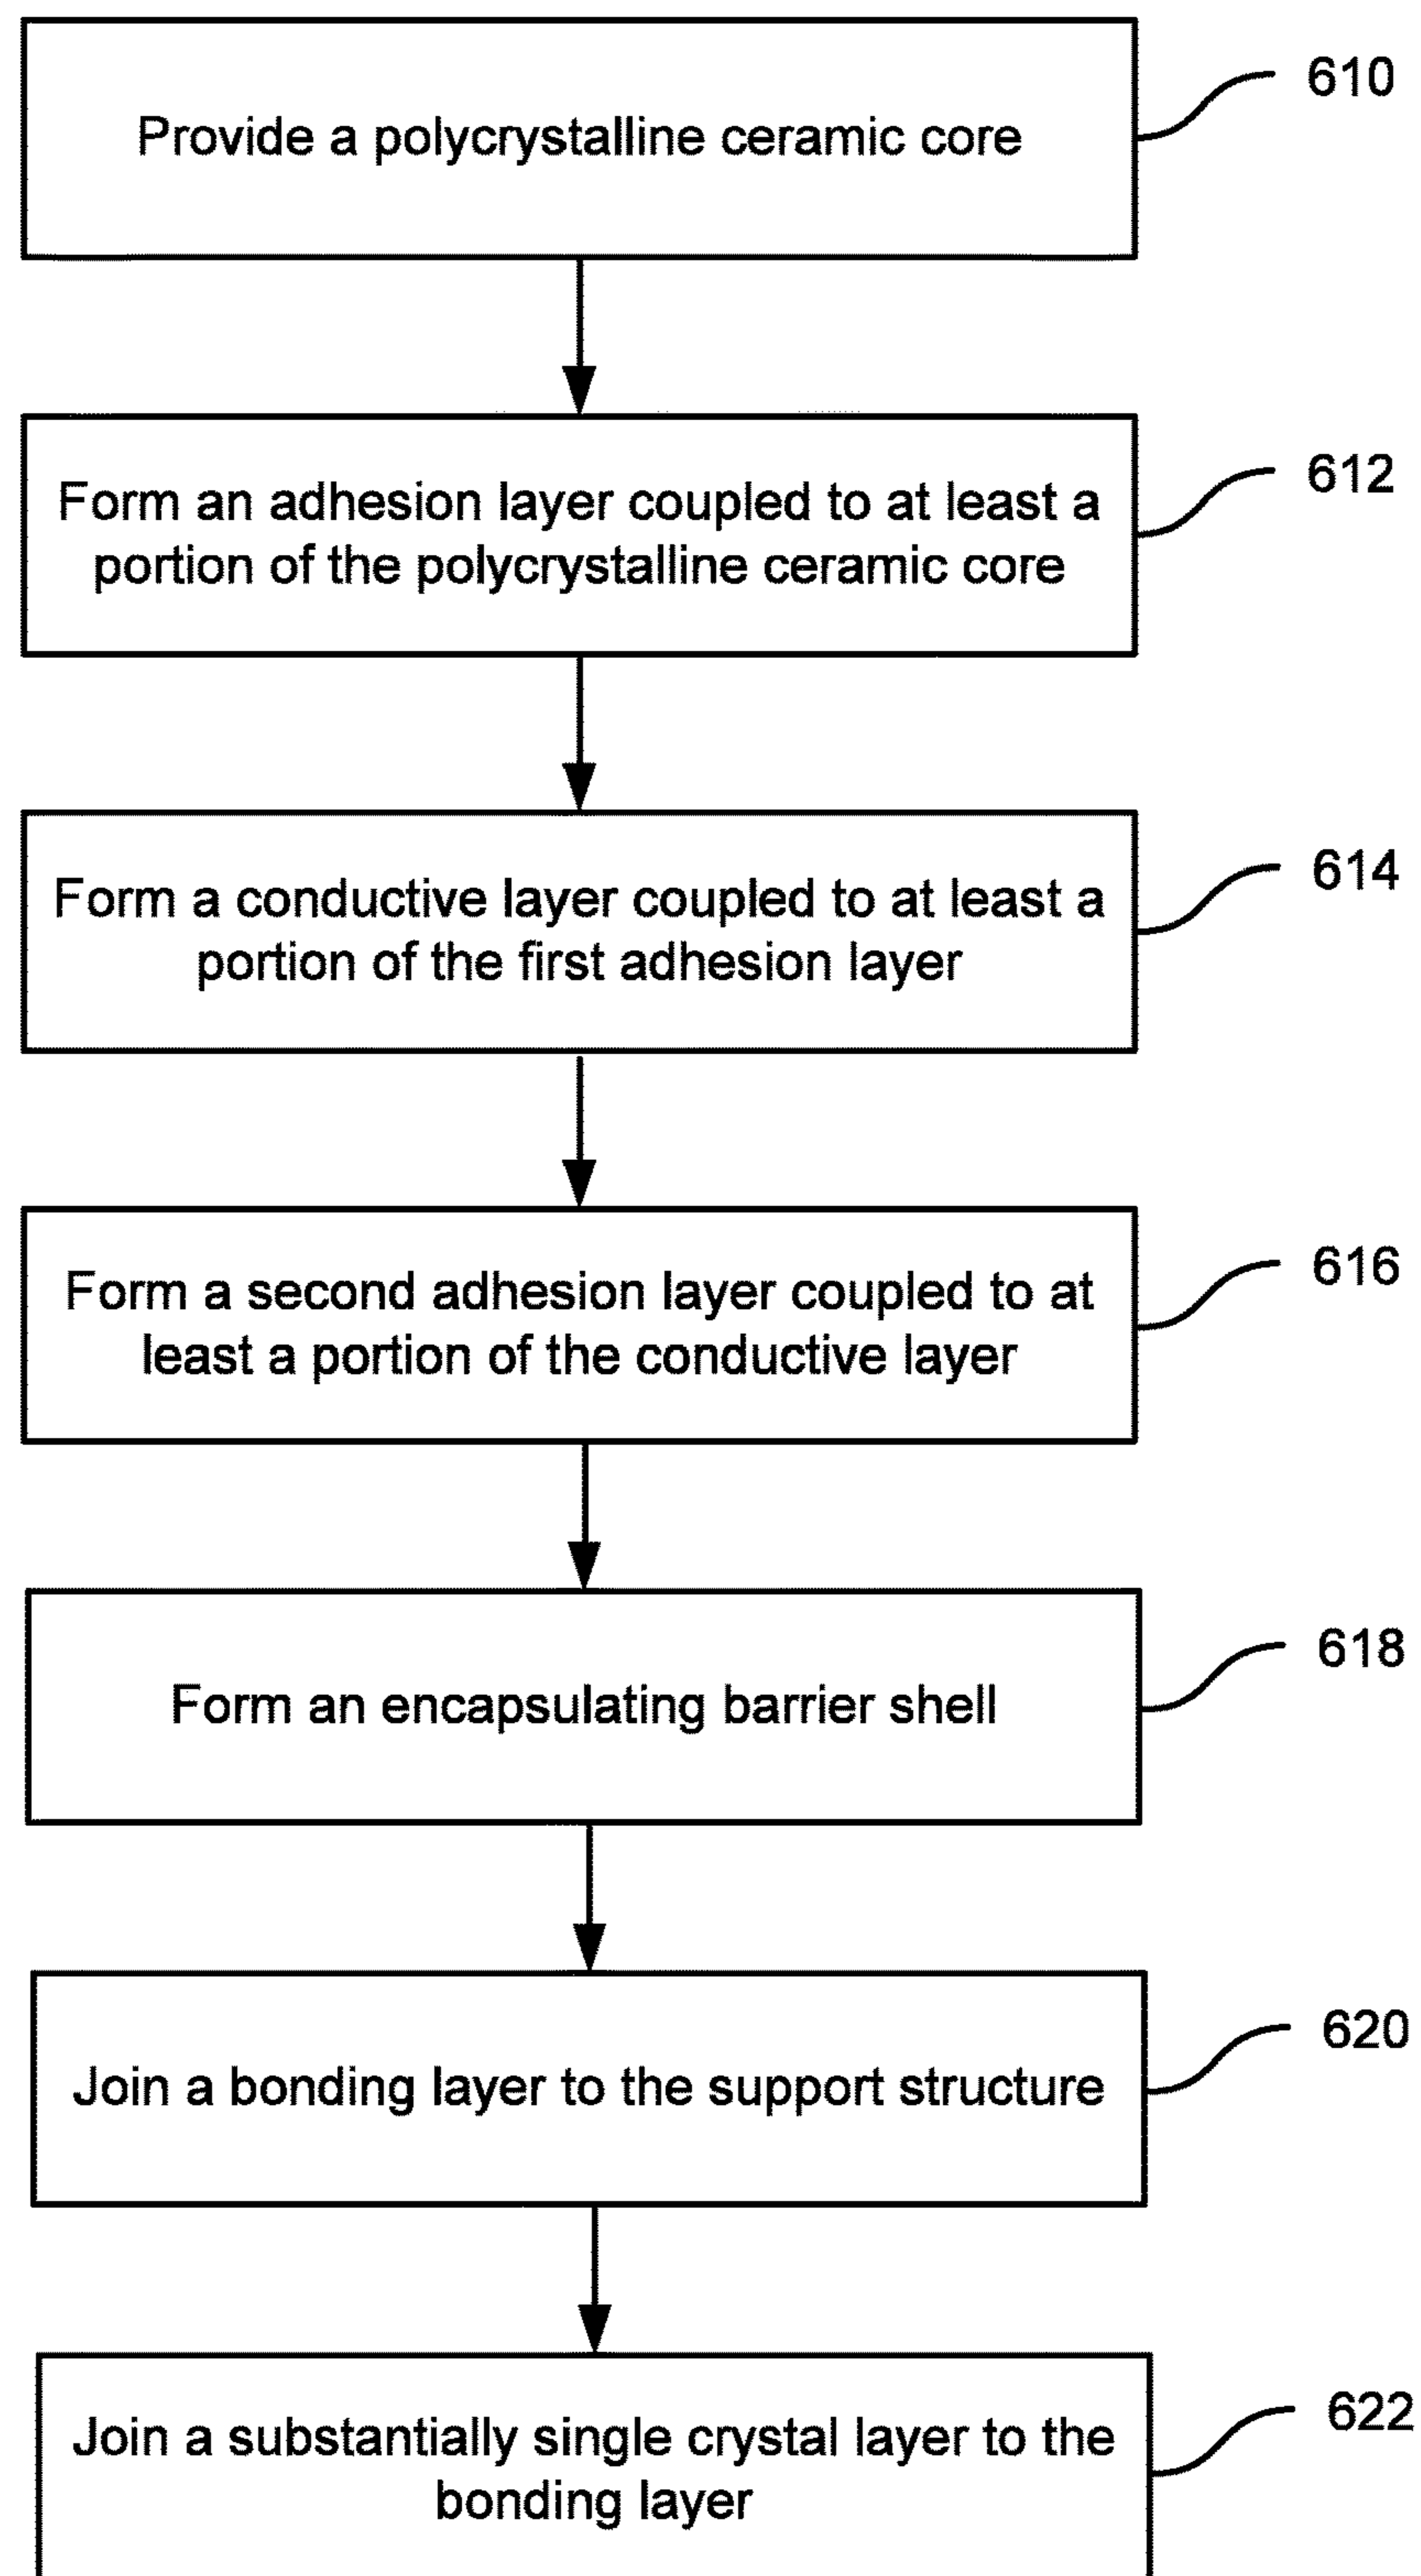 Provide a polycrystalline ceramic core
610
Form an adhesion layer coupled to at least a
portion of the polycrystalline ceramic core
612
Form a conductive layer coupled to at least a
portion of the first adhesion layer
614
Form a second adhesion layer coupled to at
least a portion of the conductive layer
616
Form an encapsulating barrier shell
618
Join a bonding layer to the support structure
620
Join a substantially single crystal layer to the
bonding layer
622